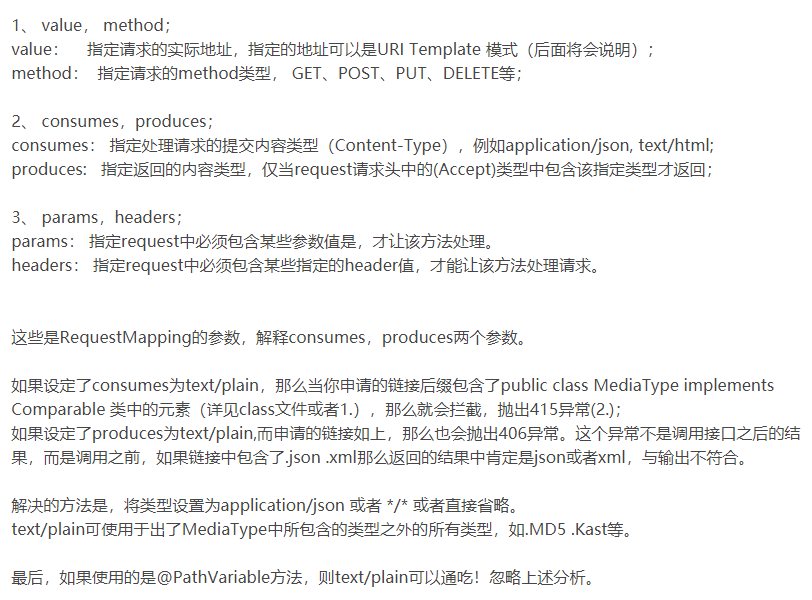 1、 value， method；
value：   指定请求的实际地址，指定的地址可以是URI Template 模式（后面将会说明）；
method： 指定请求的method类型， GET、POST、PUT、DELETE等；
2、 consumes，produces；
consumes： 指定处理请求的提交内容类型（Content-Type），例如application/json, text/html;
produces:  指定返回的内容类型，仅当request请求头中的(Accept)类型中包含该指定类型才返回；
3、 params，headers；
params： 指定request中必须包含某些参数值是，才让该方法处理。
headers： 指定request中必须包含某些指定的header值，才能让该方法处理请求。
这些是RequestMapping的参数，解释consumes，produces两个参数。
如果设定了consumes为text/plain，那么当你申请的链接后缀包含了public class MediaType implements
Comparable 类中的元素（详见class文件或者1.），那么就会拦截，抛出415异常(2.)；
如果设定了produces为text/plain,而申请的链接如上，那么也会抛出406异常。这个异常不是调用接口之后的结
果，而是调用之前，如果链接中包含了.json .xml那么返回的结果中肯定是json或者xml，与输出不符合。
解决的方法是，将类型设置为application/json 或者 */* 或者直接省略。
text/plain可使用于出了MediaType中所包含的类型之外的所有类型，如.MD5 .Kast等。
最后，如果使用的是@PathVariable方法，则text/plain可以通吃！忽略上述分析。